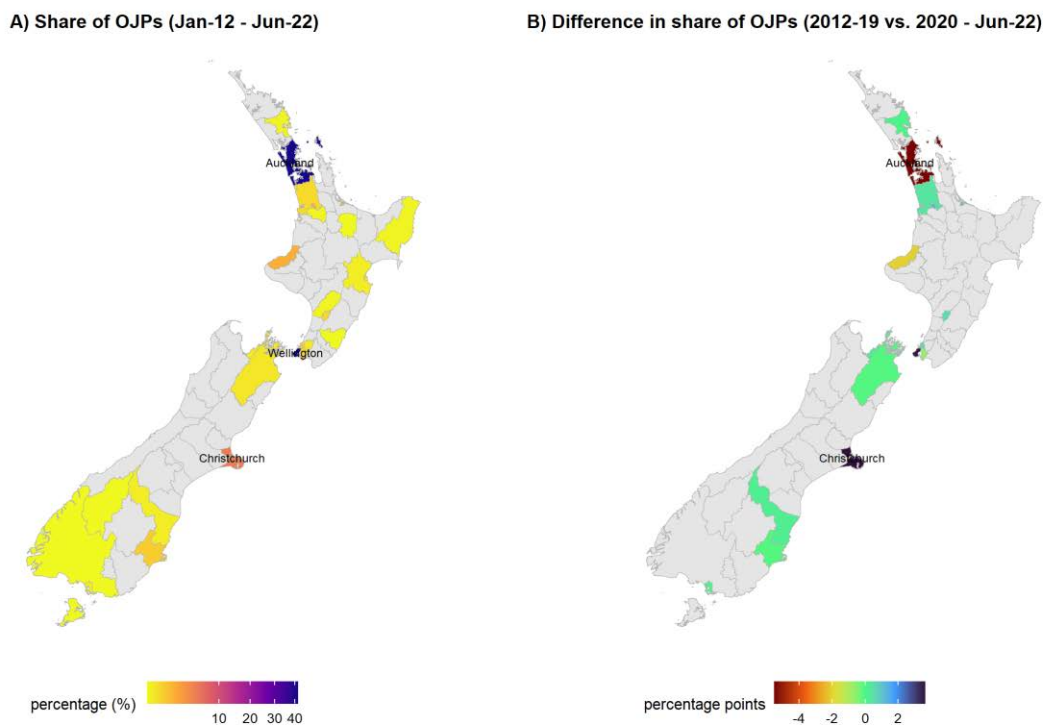 A) Share of OJPs (Jan-12 - Jun-22)
Auckland
Wellington
Christchurch
percentage (%)
10 20 30 40
B) Difference in share of OJPs (2012-19 vs. 2020 - Jun-22)
Auckland
Christchurch
percentage points
-4 -2 0 2